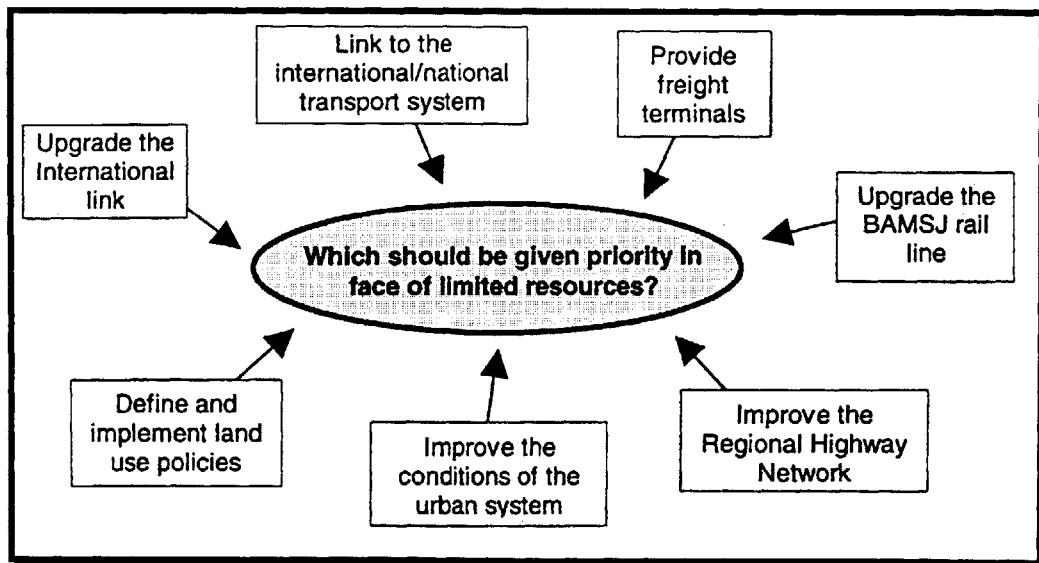 Link to the
international/national
transport system
Provide
freight
terminals
Upgrade the
International
link
Upgrade the
BAMSJ rail
line
Which should be given priority in
face of limited resources?
Define and
implement land
use policies
Improve the
conditions of the
urban system
Improve the
Regional Highway
Network